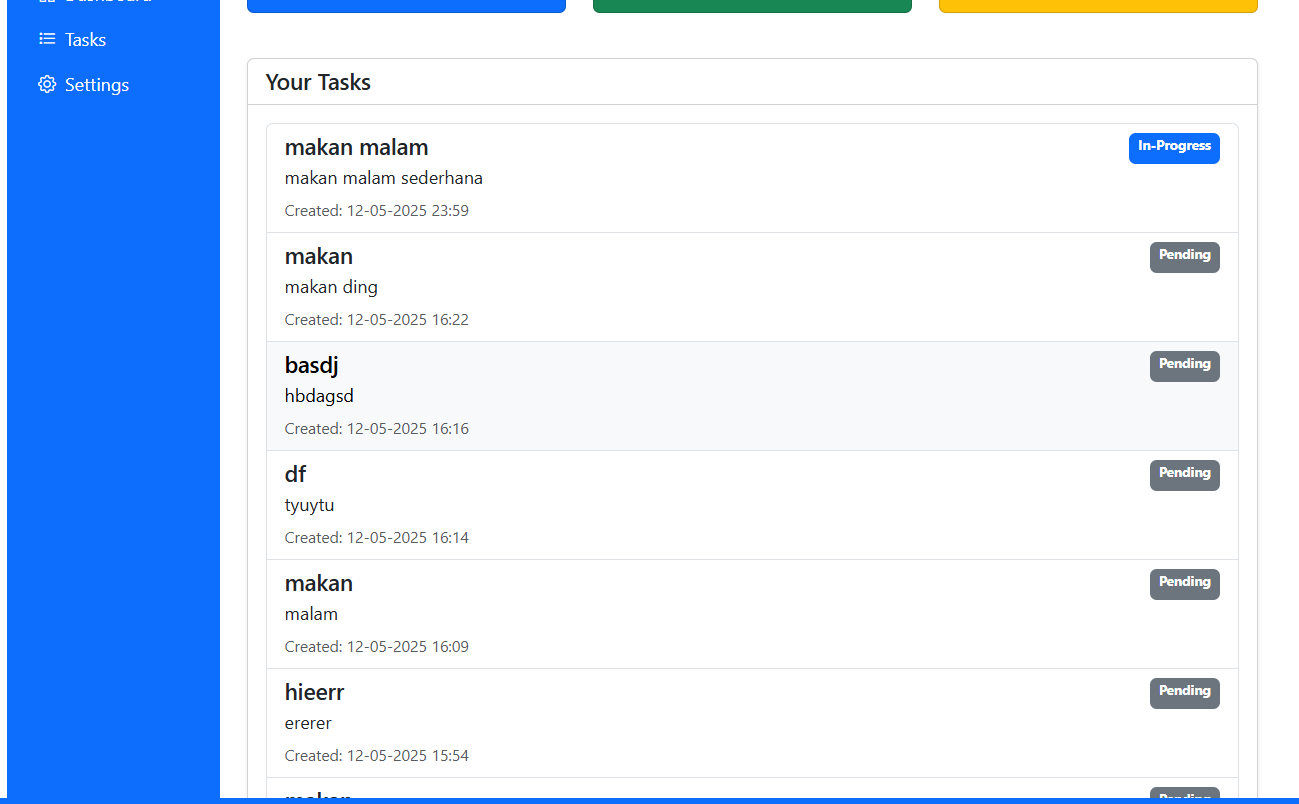 Dashboard
Tasks
Settings
Your Tasks
makan malam
In-Progress
makan malam sederhana
Created: 12-05-2025 23:59
makan
Pending
makan ding
Created: 12-05-2025 16:22
basdj
Pending
hbdagsd
Created: 12-05-2025 16:16
df
Pending
tyuytu
Created: 12-05-2025 16:14
makan
Pending
malam
Created: 12-05-2025 16:09
hieerr
Pending
ererer
Created: 12-05-2025 15:54
makan
Pending